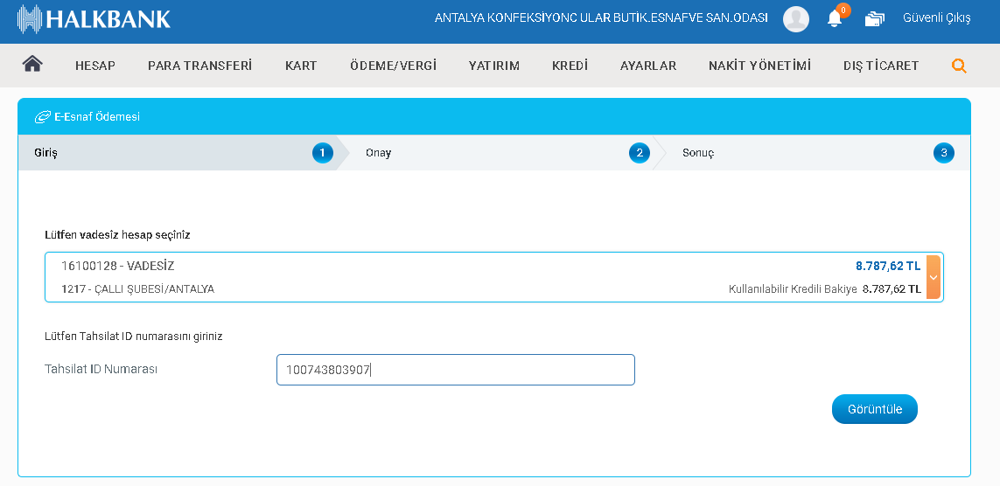 HALKBANK
ANTALYA KONFEKSİYONC ULAR BUTİK.ESNAFVE SAN.ODASI
0
Güvenli Çıkış
HESAP PARA TRANSFERİ KART ÖDEME/VERGİ YATIRIM KREDİ AYARLAR NAKİT YÖNETİMİ DIŞ TİCARET
E-Esnaf Ödemesi
Giriş 1 Onay 2 Sonuç 3
Lütfen vadesiz hesap seçiniz
16100128 - VADESİZ 8.787,62 TL
1217 - ÇALLI ŞUBESİ/ANTALYA Kullanılabilir Kredili Bakiye 8.787,62 TL
Lütfen Tahsilat ID numarasını giriniz
Tahsilat ID Numarası 100743803907
Görüntüle